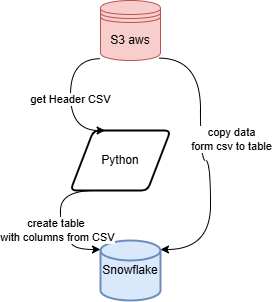 S3 aws
get Header CSV
copy data
form csv to table
Python
create table
with columns from CSV
Snowflake